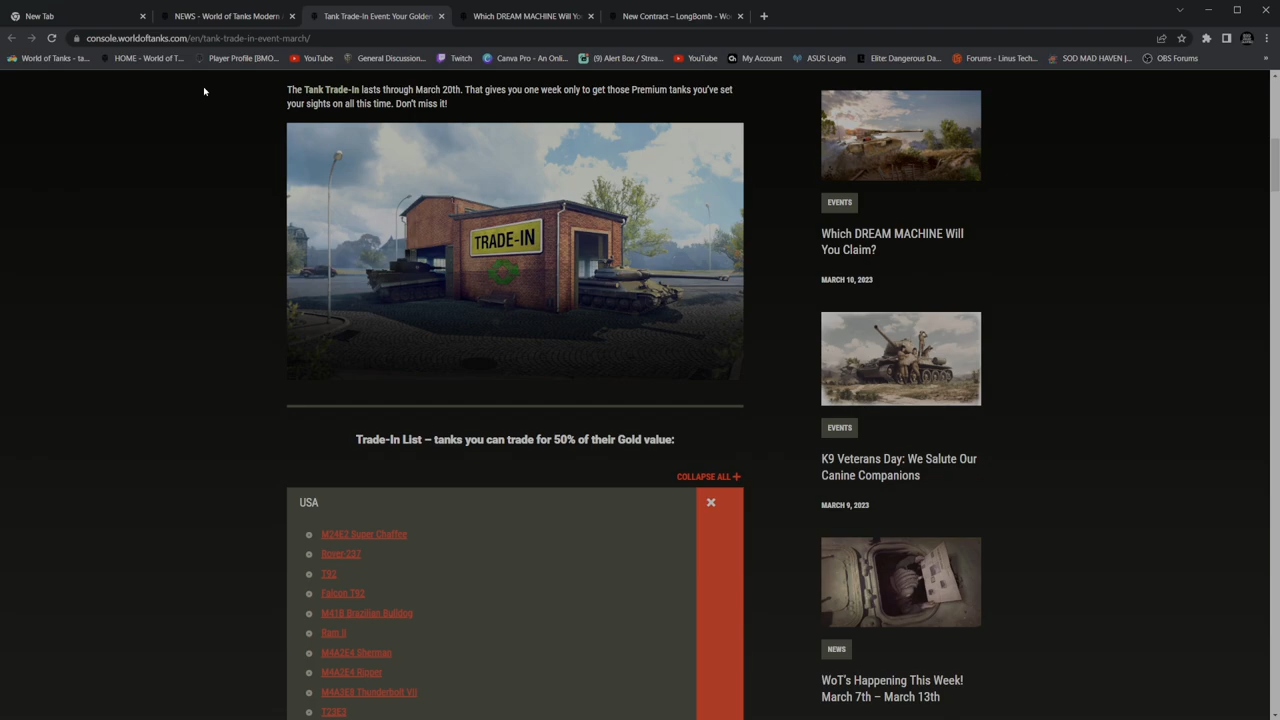 New Tab
NEWS - World of Tanks Modern
Tank Trade-In Event: Your Golden
Which DREAM MACHINE Will Yo
New Contract – LongBomb - Wo
console.worldoftanks.com/en/tank-trade-in-event-march/
World of Tanks - ta...
HOME - World of T...
Player Profile [BMO...
YouTube
General Discussion...
Twitch
Canva Pro - An Onli...
(9) Alert Box / Strea...
YouTube
My Account
ASUS Login
Elite: Dangerous Da...
Forums - Linus Tech...
SOD MAD HAVEN |...
OBS Forums
The Tank Trade-In lasts through March 20th. That gives you one week only to get those Premium tanks you've set
your sights on all this time. Don't miss it!
TRADE-IN
Trade-In List – tanks you can trade for 50% of their Gold value:
COLLAPSE ALL
USA
M24E2 Super Chaffee
Rover-237
T92
Falcon T92
M41B Brazilian Bulldog
Ram II
M4A2E4 Sherman
M4A2E4 Ripper
M4A3E8 Thunderbolt VII
T23E3
EVENTS
Which DREAM MACHINE Will
You Claim?
MARCH 10, 2023
EVENTS
K9 Veterans Day: We Salute Our
Canine Companions
MARCH 9, 2023
NEWS
WoT's Happening This Week!
March 7th – March 13th